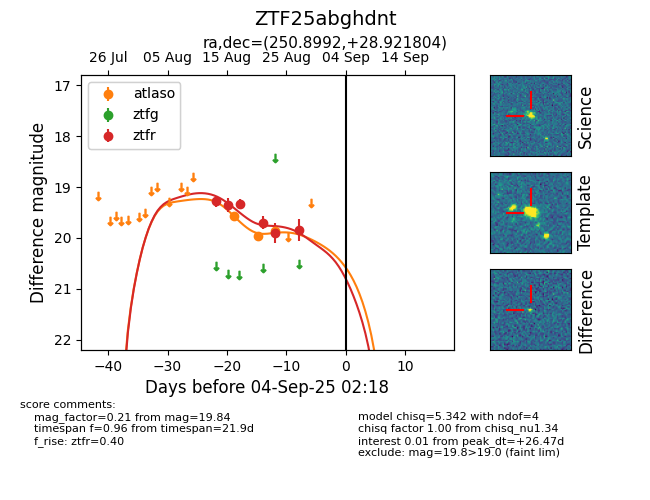 ZTF25abghdnt
ra,dec=(250.8992,+28.921804)
26 Jul 05 Aug 15 Aug 25 Aug 04 Sep 14 Sep
atlaso
ztfg
ztfr
17
18
19
20
21
22
Difference magnitude
−40 −30 −20 −10 0 10
Days before 04-Sep-25 02:18
Science
Template
Difference
score comments:
mag_factor=0.21 from mag=19.84
timespan f=0.96 from timespan=21.9d
f_rise: ztfr=0.40
model chisq=5.342 with ndof=4
chisq factor 1.00 from chisq_nu1.34
interest 0.01 from peak_dt=+26.47d
exclude: mag=19.8>19.0 (faint lim)